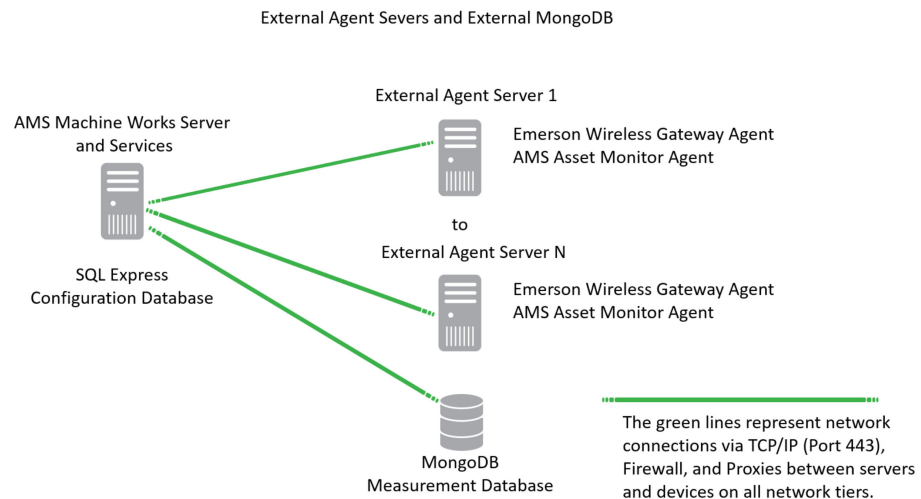 External Agent Severs and External MongoDB
External Agent Server 1
AMS Machine Works Server
and Services
Emerson Wireless Gateway Agent
AMS Asset Monitor Agent
to
External Agent Server N
SQL Express
Configuration Database
Emerson Wireless Gateway Agent
AMS Asset Monitor Agent
MongoDB
Measurement Database
The green lines represent network
connections via TCP/IP (Port 443),
Firewall, and Proxies between servers
and devices on all network tiers.